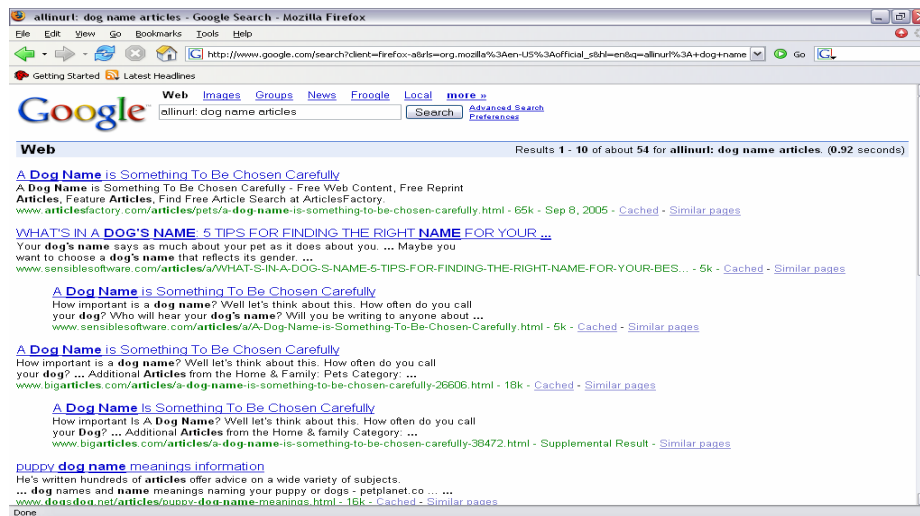 allinurl: dog name articles - Google Search - Mozilla Firefox
File Edit View Go Bookmarks Tools Help
G http://www.google.com/search?client=firefox-a&rls=org.mozilla%3Aen-US%3Aofficial_s&hl=en&q=allinurl%3A+dog+name Go G
Getting Started Latest Headlines
Google
Web Images Groups News Froogle Local more »
allinurl: dog name articles Search Advanced Search
Preferences
Web Results 1 - 10 of about 54 for allinurl: dog name articles. (0.92 seconds)
A Dog Name is Something To Be Chosen Carefully
A Dog Name is Something To Be Chosen Carefully - Free Web Content, Free Reprint
Articles, Feature Articles, Find Free Article Search at ArticlesFactory.
www.articlesfactory.com/articles/pets/a-dog-name-is-something-to-be-chosen-carefully.html - 65k - Sep 8, 2005 - Cached - Similar pages
WHAT'S IN A DOG'S NAME: 5 TIPS FOR FINDING THE RIGHT NAME FOR YOUR ...
Your dog's name says as much about your pet as it does about you. ... Maybe you
want to choose a dog's name that reflects its gender. ...
www.sensiblesoftware.com/articles/a/WHAT-S-IN-A-DOG-S-NAME-5-TIPS-FOR-FINDING-THE-RIGHT-NAME-FOR-YOUR-BES... - 5k - Cached - Similar pages
A Dog Name is Something To Be Chosen Carefully
How important is a dog name? Well let's think about this. How often do you call
your dog? Who will hear your dog's name? Will you be writing to anyone about ...
www.sensiblesoftware.com/articles/a/A-Dog-Name-is-Something-To-Be-Chosen-Carefully.html - 5k - Cached - Similar pages
A Dog Name is Something To Be Chosen Carefully
How important is a dog name? Well let's think about this. How often do you call
your dog? ... Additional Articles from the Home & Family: Pets Category: ...
www.bigarticles.com/articles/a-dog-name-is-something-to-be-chosen-carefully-26606.html - 18k - Cached - Similar pages
A Dog Name Is Something To Be Chosen Carefully
How important Is A Dog Name? Well let's think about this. How often do you call
your Dog? ... Additional Articles from the Home & family Category: ...
www.bigarticles.com/articles/a-dog-name-is-something-to-be-chosen-carefully-38472.html - Supplemental Result - Similar pages
puppy dog name meanings information
He's written hundreds of articles offer advice on a wide variety of subjects.
... dog names and name meanings naming your puppy or dogs - petplanet.co ... ...
www.dogsdog.net/articles/puppy-dog-name-meanings.html - 16k - Cached - Similar pages
Done